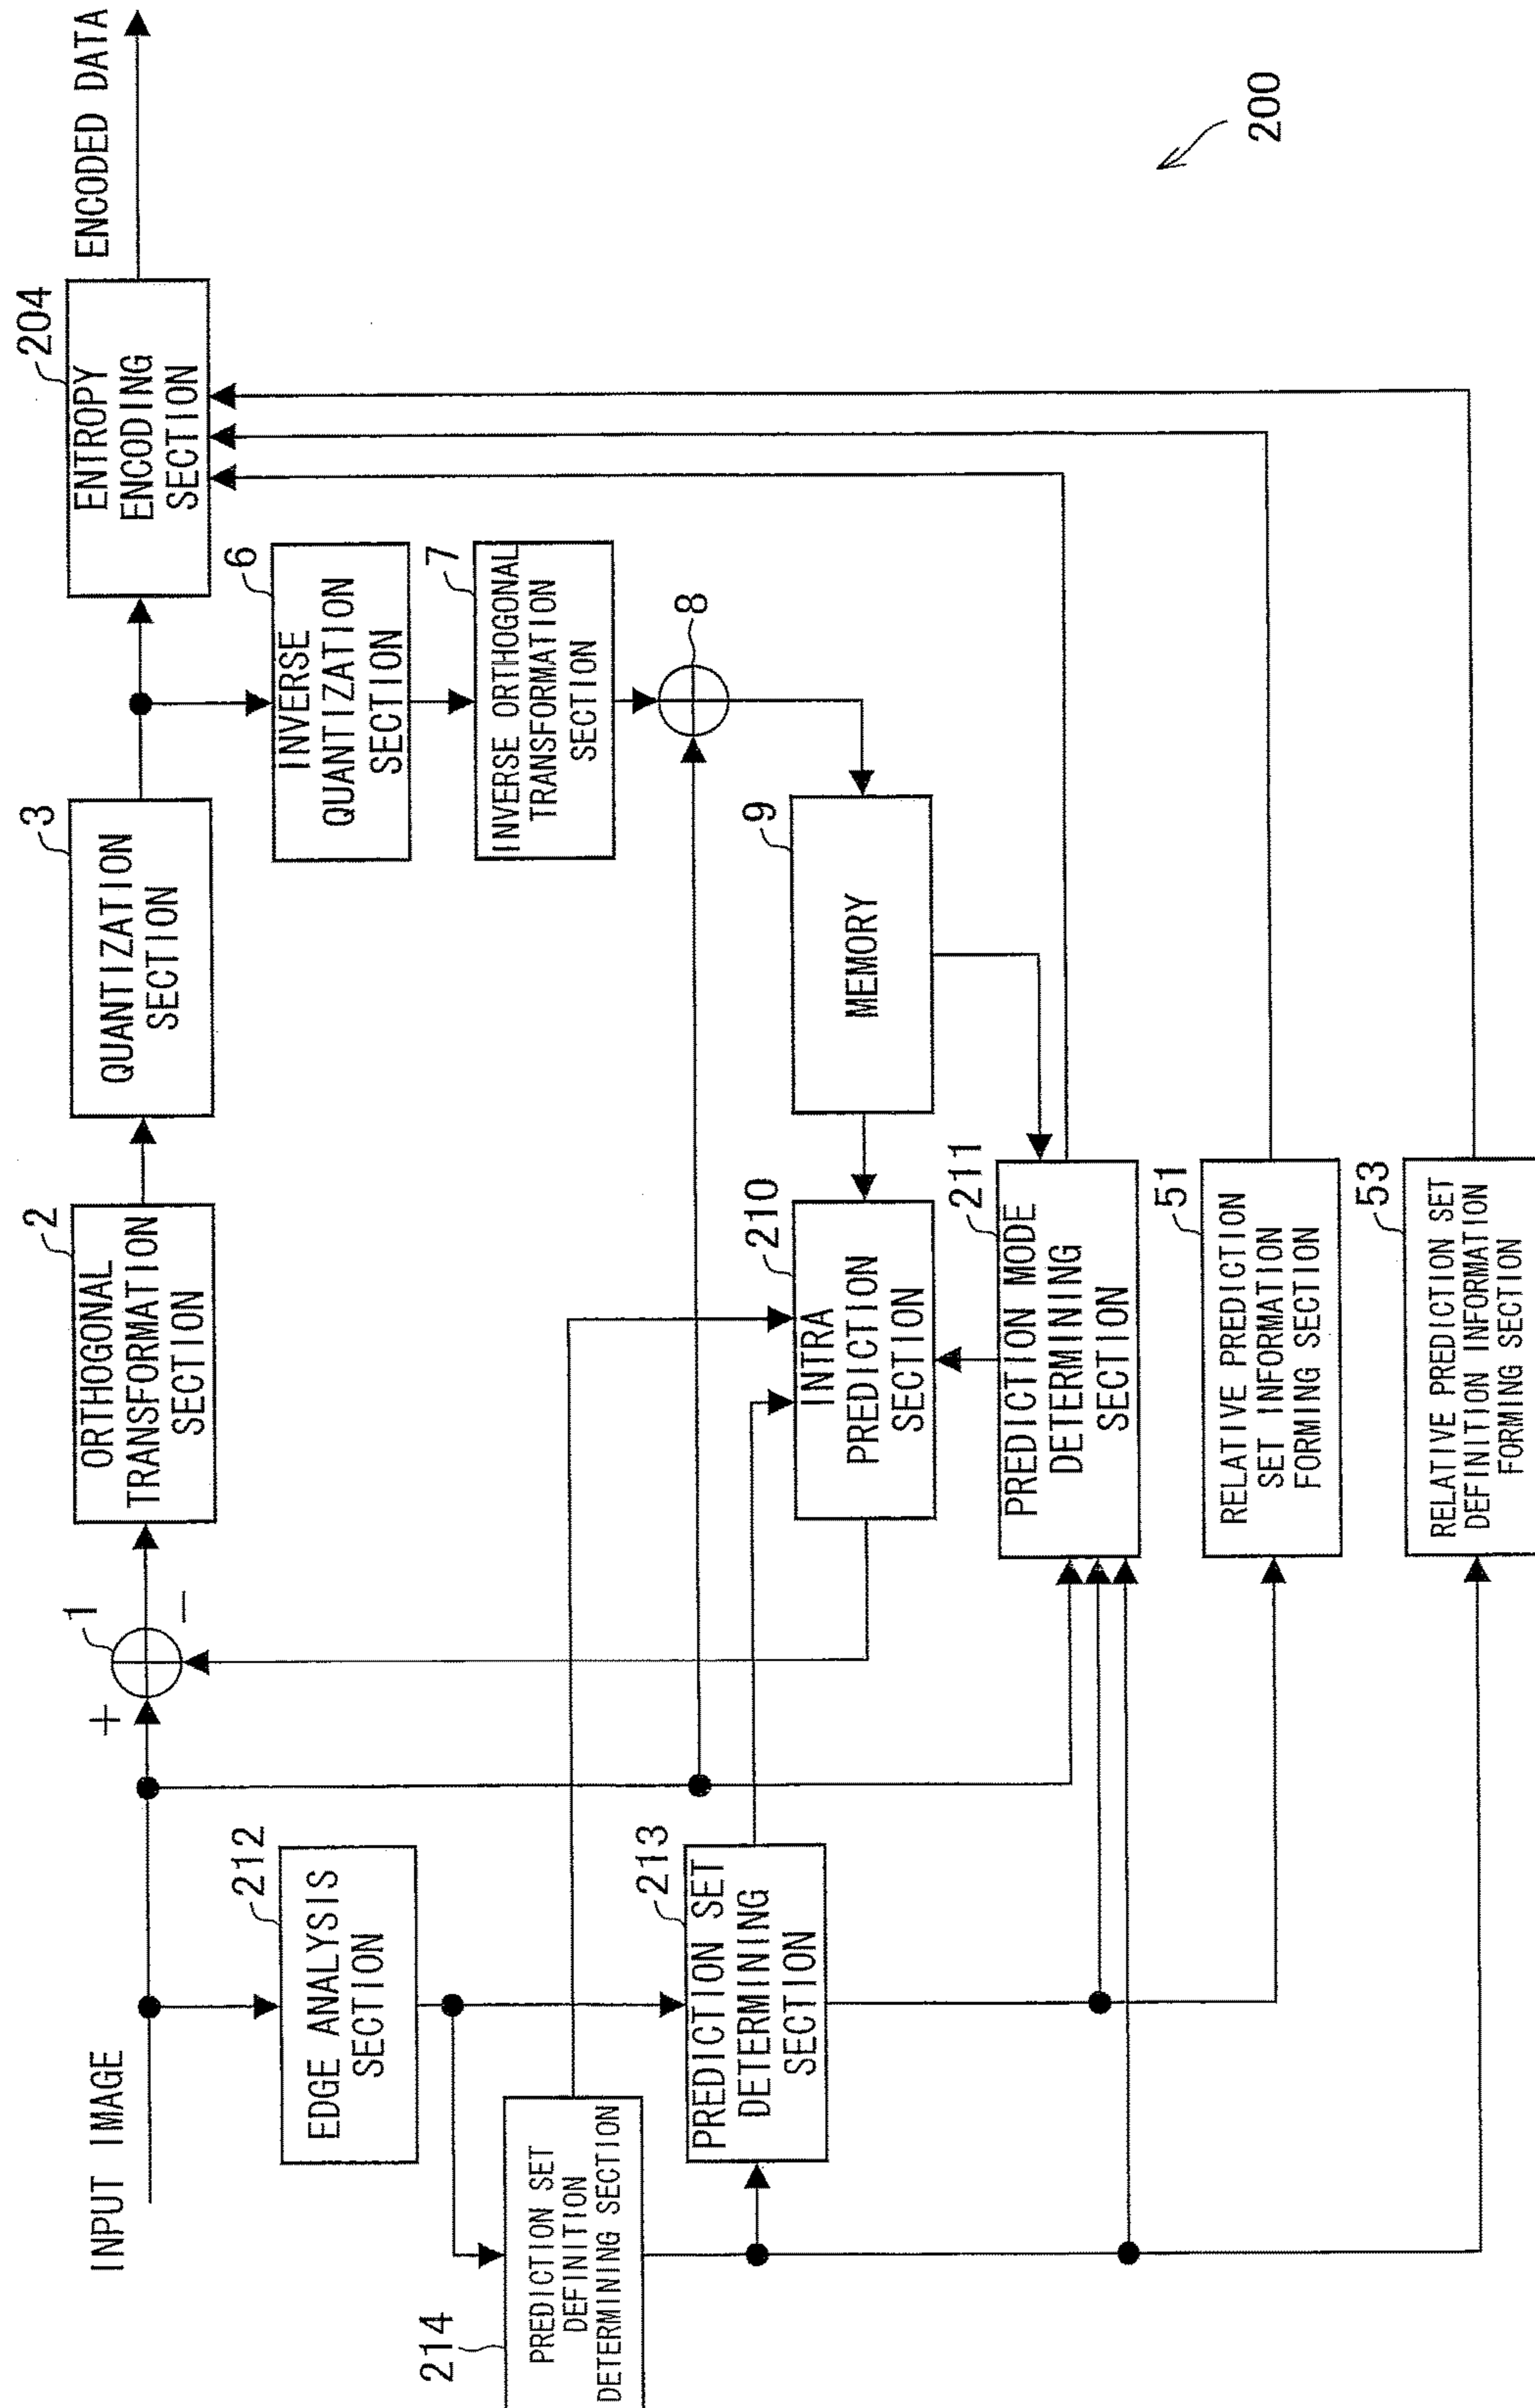 INPUT IMAGE
+
1
−
2
ORTHOGONAL
TRANSFORMATION
SECTION
3
QUANTIZATION
SECTION
204
ENTROPY
ENCODING
SECTION
ENCODED DATA
212
EDGE ANALYSIS
SECTION
6
INVERSE
QUANTIZATION
SECTION
7
INVERSE ORTHOGONAL
TRANSFORMATION
SECTION
8
214
PREDICTION SET
DEFINITION
DETERMINING SECTION
213
PREDICTION SET
DETERMINING
SECTION
210
INTRA
PREDICTION
SECTION
9
MEMORY
211
PREDICTION MODE
DETERMINING
SECTION
51
RELATIVE PREDICTION
SET INFORMATION
FORMING SECTION
53
RELATIVE PREDICTION SET
DEFINITION INFORMATION
FORMING SECTION
200